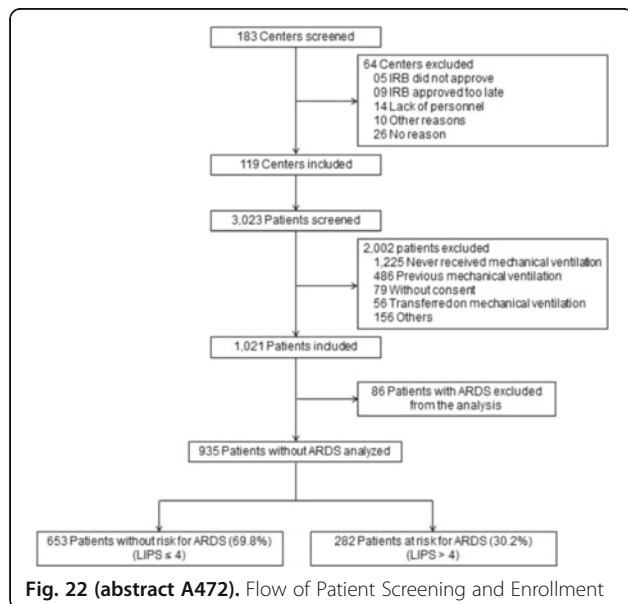 183 Centers screened
64 Centers excluded
05 IRB did not approve
09 IRB approved too late
14 Lack of personnel
10 Other reasons
26 No reason
119 Centers included
3,023 Patients screened
2,002 patients excluded
1,225 Never received mechanical ventilation
486 Previous mechanical ventilation
79 Without consent
56 Transferred on mechanical ventilation
156 Others
1,021 Patients included
86 Patients with ARDS excluded
from the analysis
935 Patients without ARDS analyzed
653 Patients without risk for ARDS (69.8%)
(LIPS ≤ 4)
282 Patients at risk for ARDS (30.2%)
(LIPS > 4)
Fig. 22 (abstract A472). Flow of Patient Screening and Enrollment